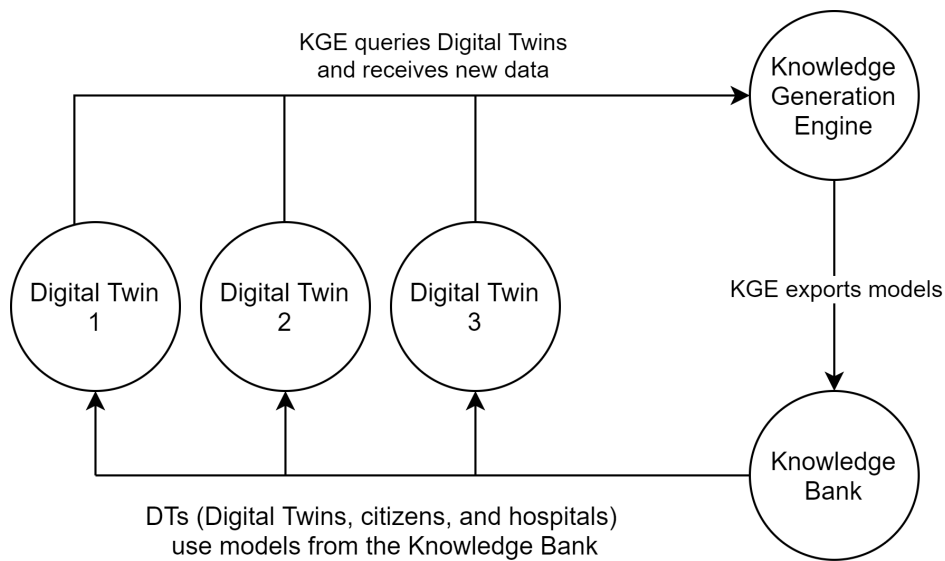 KGE queries Digital Twins
and receives new data
Knowledge
Generation
Engine
Digital Twin
1
Digital Twin
2
Digital Twin
3
KGE exports models
Knowledge
Bank
DTs (Digital Twins, citizens, and hospitals)
use models from the Knowledge Bank